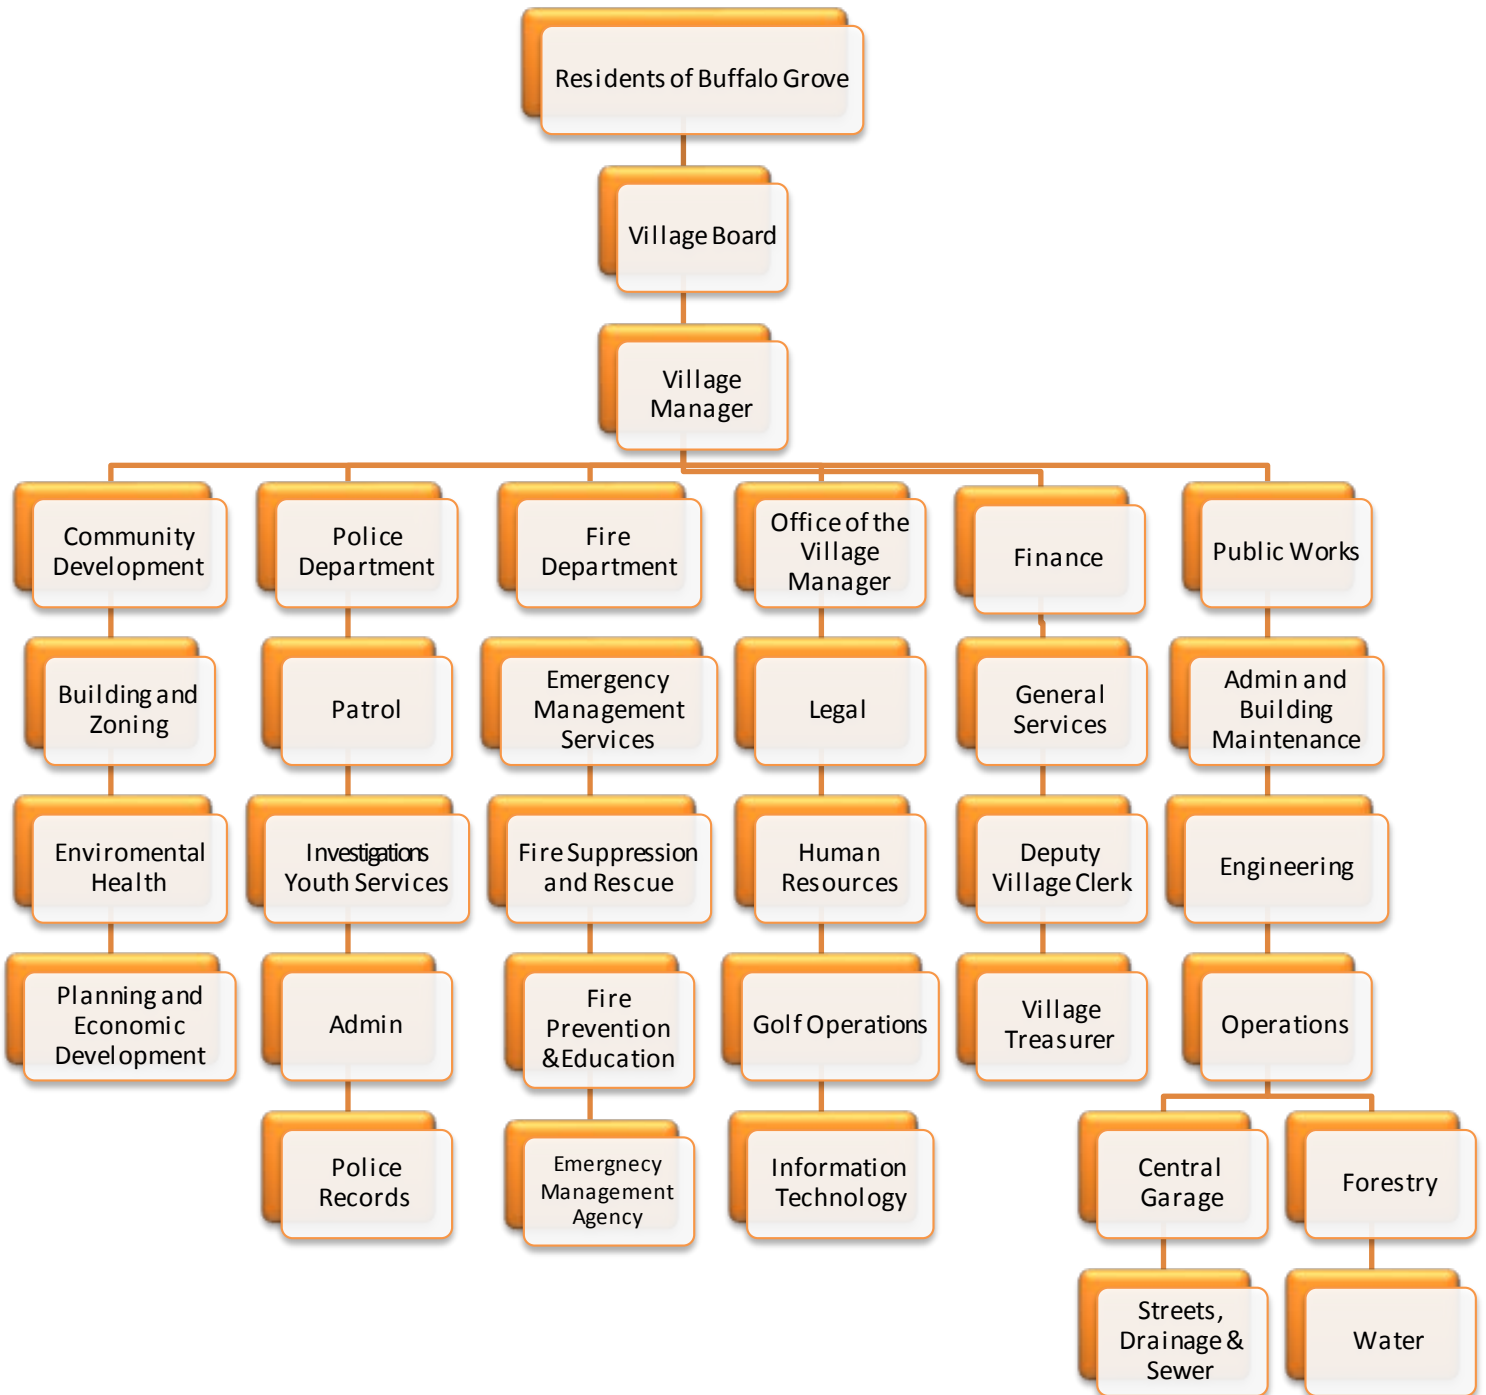 Residents of Buffalo Grove
Village Board
Village
Manager
Community
Development
Police
Department
Fire
Department
Office of the
Village
Manager
Finance
Public Works
Building and
Zoning
Patrol
Emergency
Management
Services
Legal
General
Services
Admin and
Building
Maintenance
Enviromental
Health
Investigations
Youth Services
Fire Suppression
and Rescue
Human
Resources
Deputy
Village Clerk
Engineering
Planning and
Economic
Development
Admin
Fire
Prevention
&Education
Golf Operations
Village
Treasurer
Operations
Police
Records
Emergnecy
Management
Agency
Information
Technology
Central
Garage
Forestry
Streets,
Drainage &
Sewer
Water